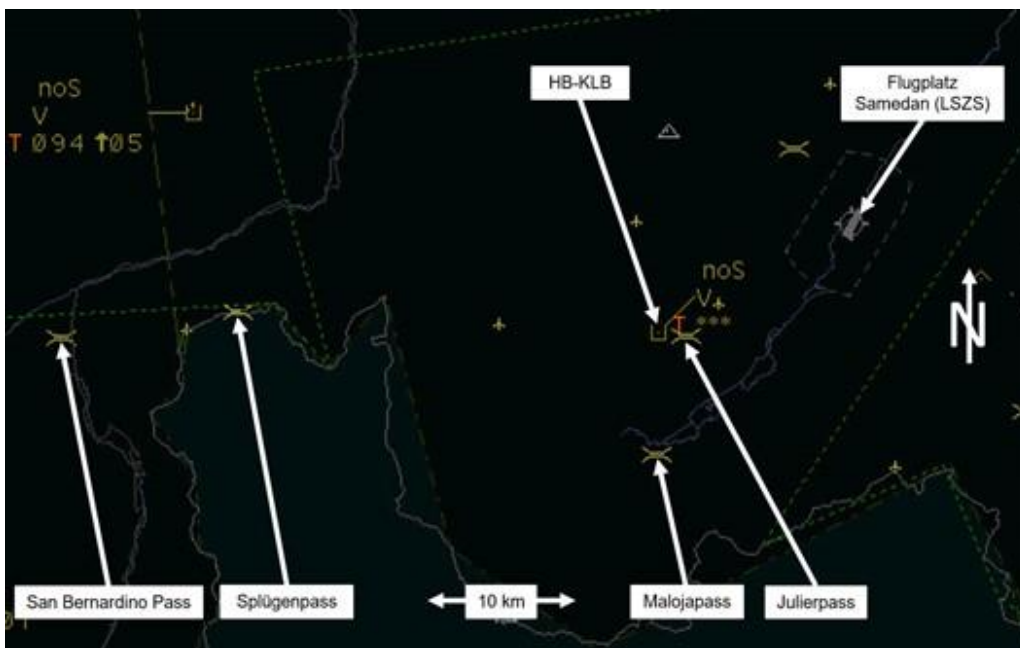 noS
V
T 094 ↑05
HB-KLB
Flugplatz
Samedan (LSZS)
noS
V
T ***
N
San Bernardino Pass
Splügenpass
10 km
Malojapass
Julierpass